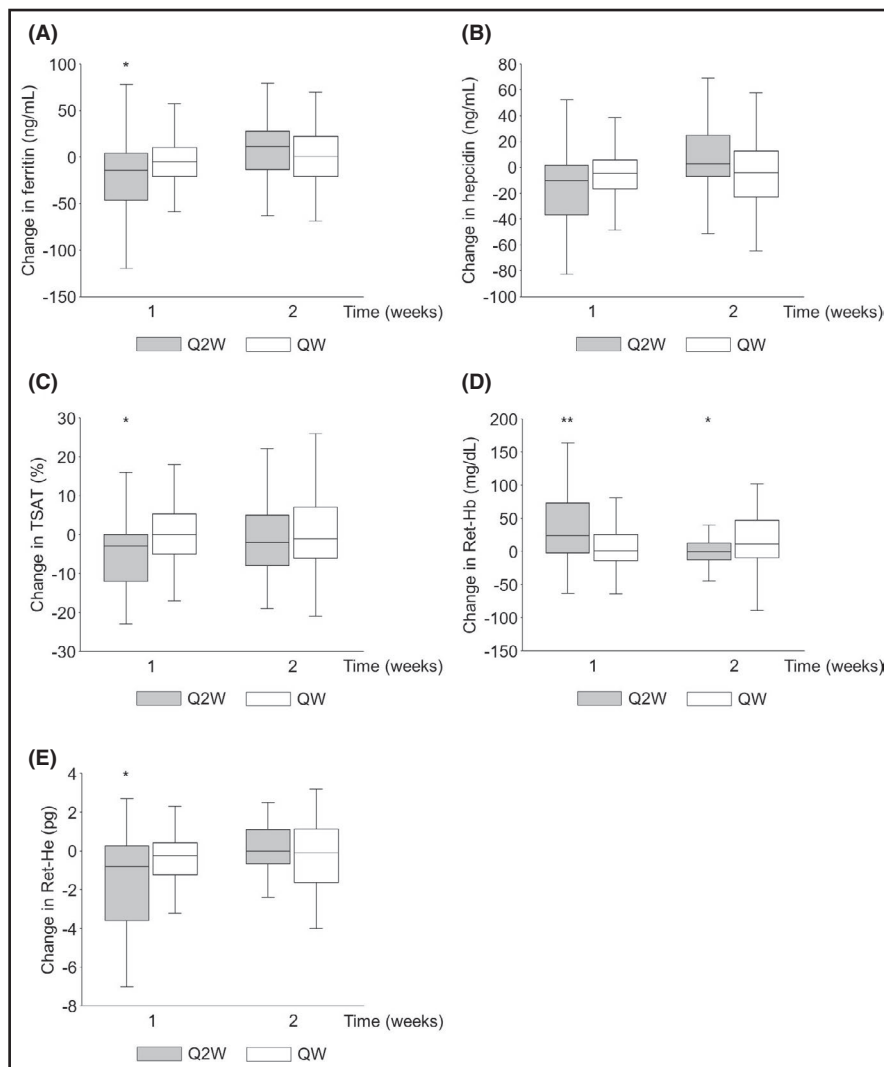 (A)
Change in ferritin (ng/mL)
100
50
0
-50
-100
-150
*
1
2
Time (weeks)
Q2W
QW
(B)
Change in hepcidin (ng/mL)
80
60
40
20
0
-20
-40
-60
-80
-100
1
2
Time (weeks)
Q2W
QW
(C)
Change in TSAT (%)
30
20
10
0
-10
-20
-30
*
1
2
Time (weeks)
Q2W
QW
(D)
Change in Ret-Hb (mg/dL)
200
150
100
50
0
-50
-100
-150
**
*
1
2
Time (weeks)
Q2W
QW
(E)
Change in Ret-He (pg)
4
2
0
-2
-4
-6
-8
*
1
2
Time (weeks)
Q2W
QW